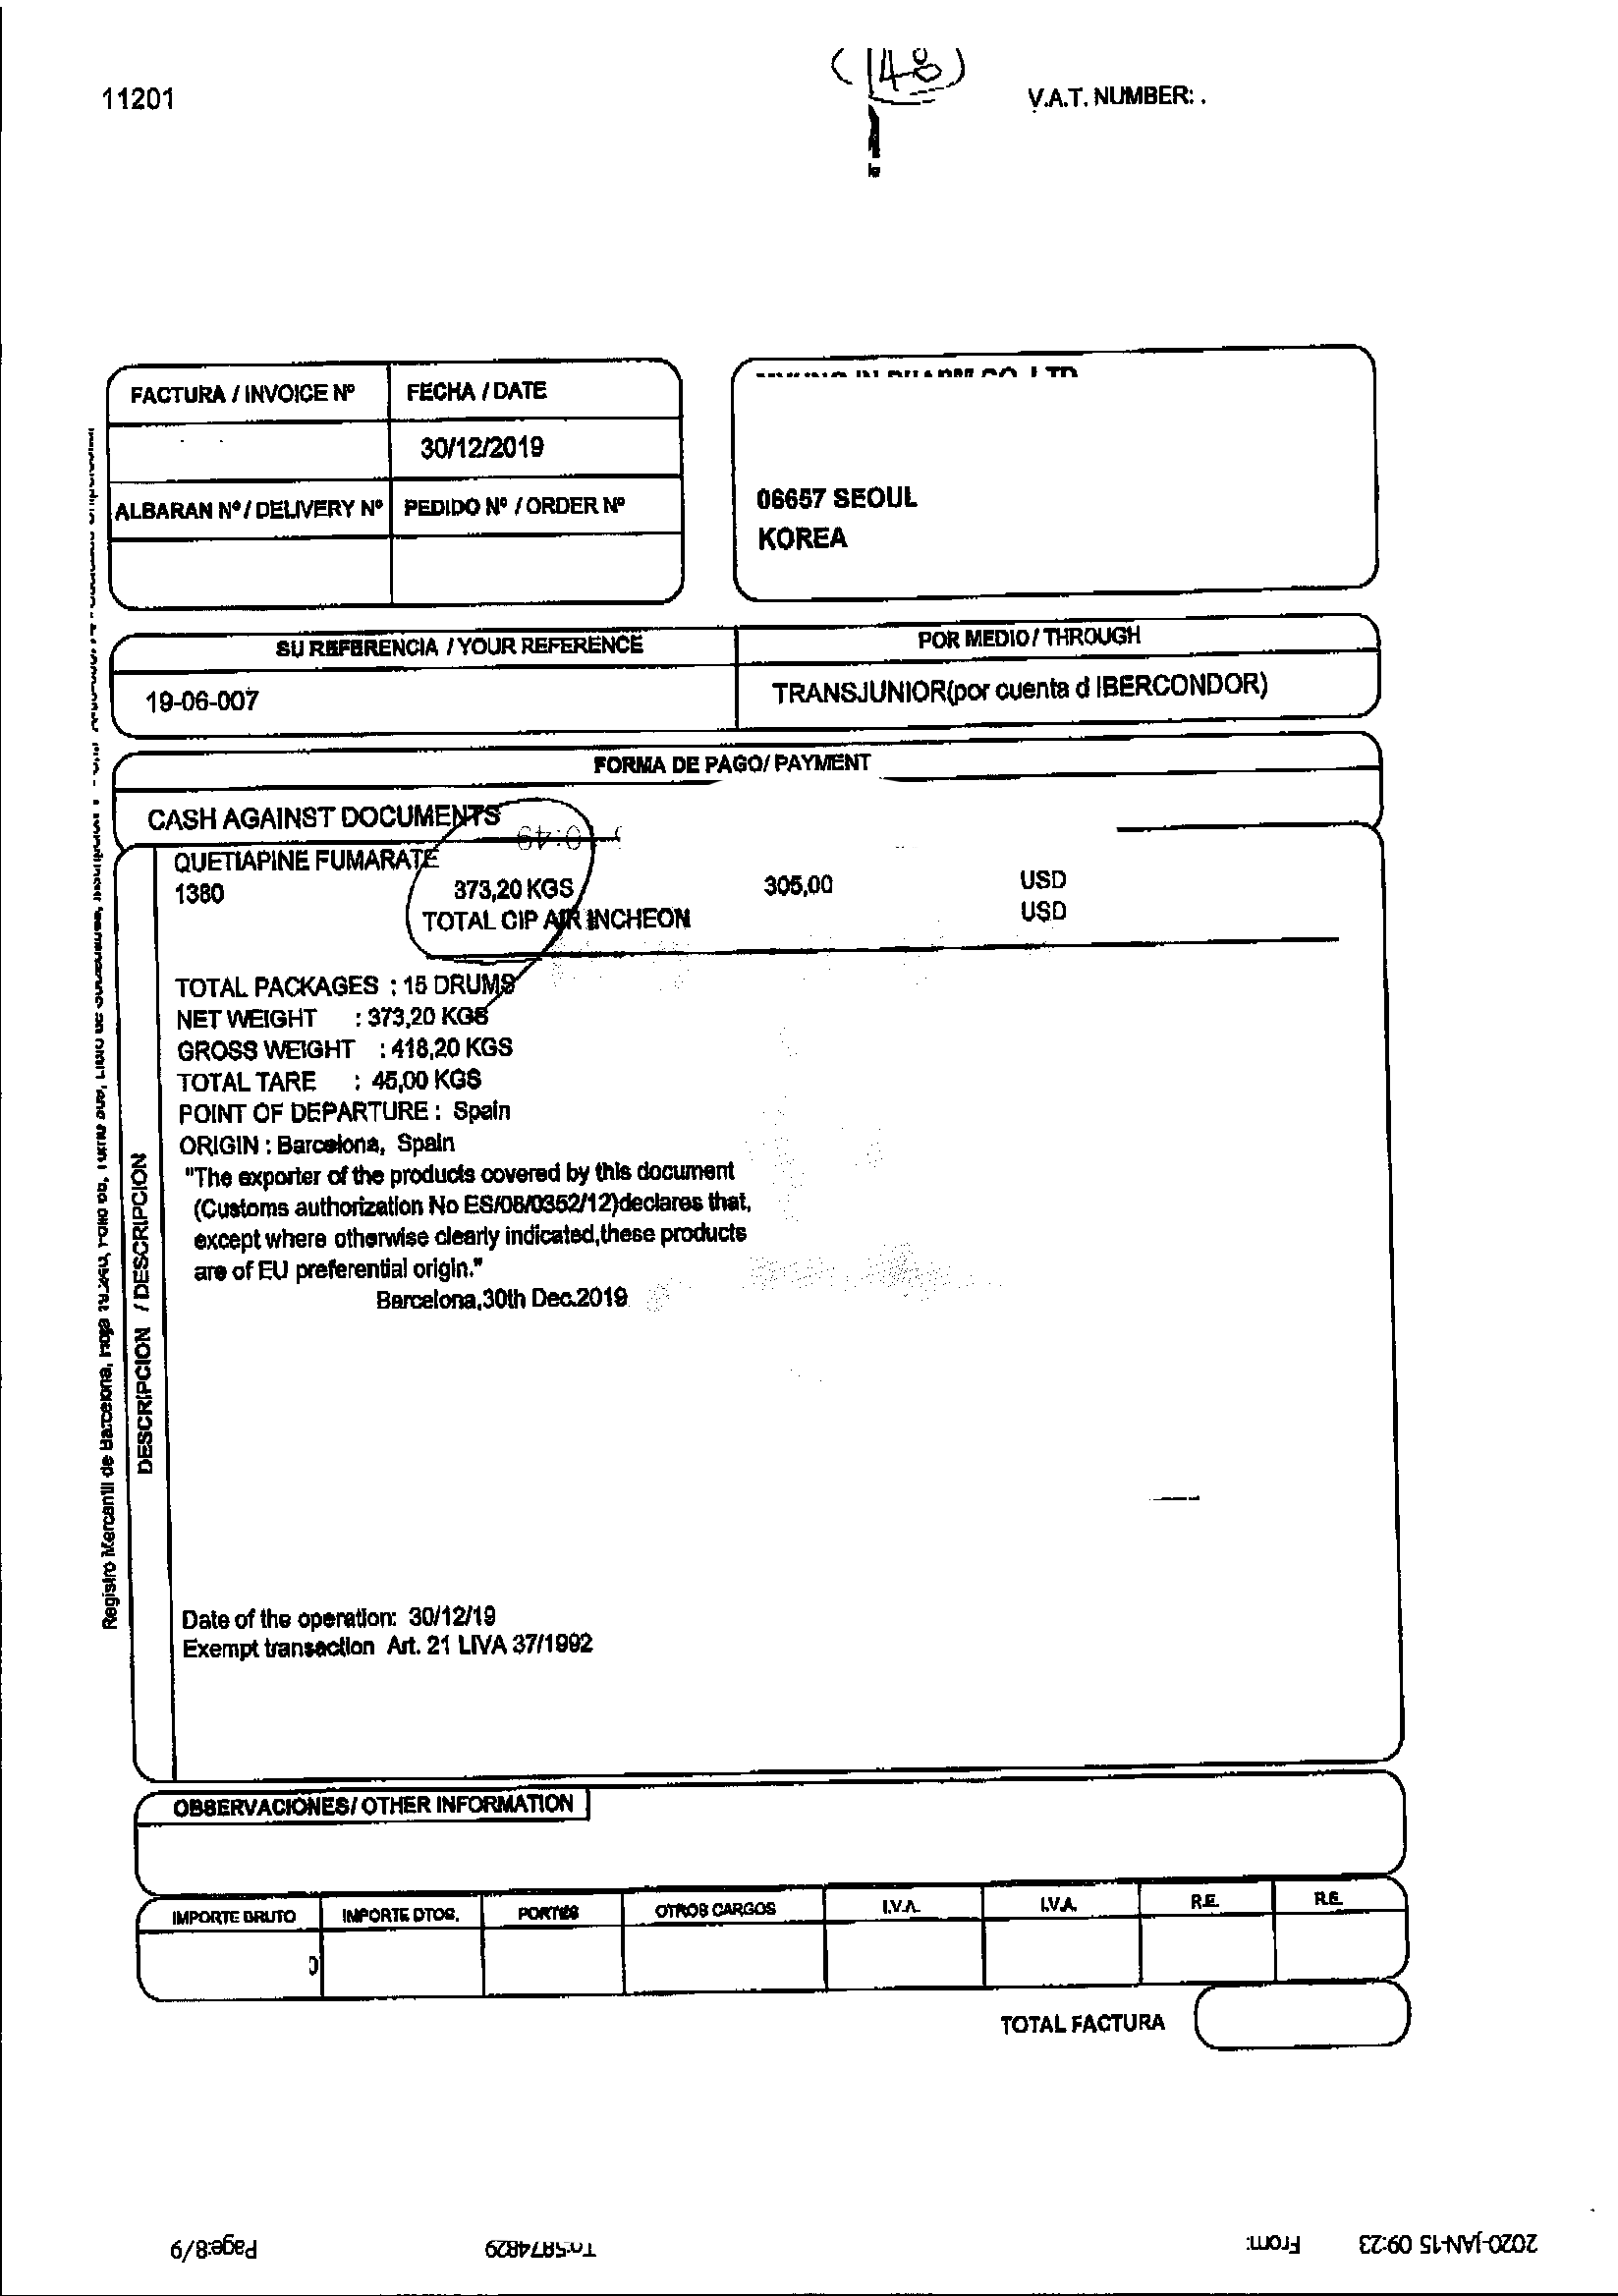 (148)
11201
V.A.T. NUMBER: .
FACTURA / INVOICE Nº
FECHA / DATE
30/12/2019
ALBARAN Nº / DELIVERY Nº
PEDIDO Nº / ORDER Nº
06657 SEOUL
KOREA
SU REFERENCIA / YOUR REFERENCE
POR MEDIO / THROUGH
19-06-007
TRANSJUNIOR(por cuenta d IBERCONDOR)
FORMA DE PAGO/ PAYMENT
CASH AGAINST DOCUMENTS
QUETIAPINE FUMARATE
1380 373,20 KGS 305,00 USD
TOTAL CIP AIR INCHEON USD
TOTAL PACKAGES : 15 DRUMS
NET WEIGHT : 373,20 KGS
GROSS WEIGHT : 418,20 KGS
TOTAL TARE : 45,00 KGS
POINT OF DEPARTURE : Spain
ORIGIN : Barcelona, Spain
"The exporter of the products covered by this document
(Customs authorization No ES/08/0352/12)declares that,
except where otherwise clearly indicated,these products
are of EU preferential origin."
Barcelona,30th Dec.2019
Date of the operation: 30/12/19
Exempt transaction Art. 21 LIVA 37/1992
DESCRIPCION / DESCRIPCION
Registro Mercantil de Barcelona,
OBSERVACIONES/ OTHER INFORMATION
IMPORTE BRUTO
IMPORTE DTOS.
PORTES
OTROS CARGOS
I.V.A.
I.V.A.
R.E.
R.E.
TOTAL FACTURA
2020-JAN-15 09:23 From: To:5874829 Page:8/9